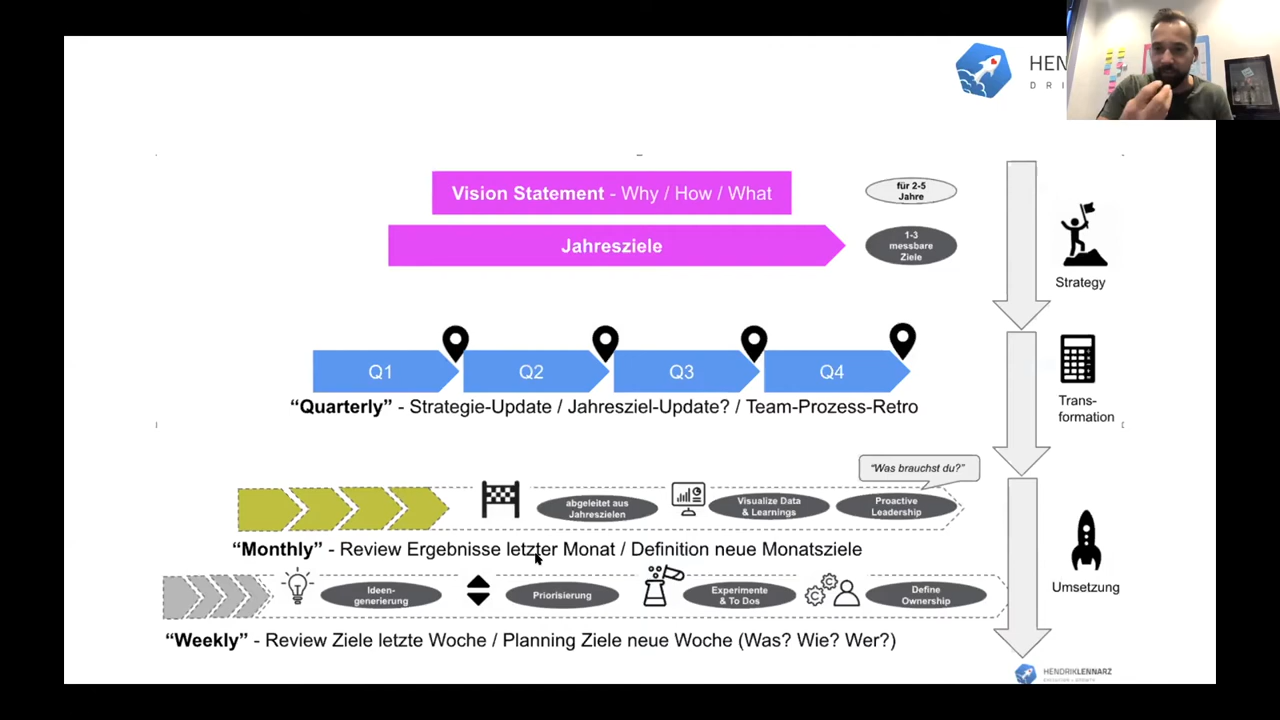 HEN
DRI
Vision Statement - Why / How / What
für 2-5
Jahre
Jahresziele
1-3
messbare
Ziele
Strategy
Q1
Q2
Q3
Q4
“Quarterly” - Strategie-Update / Jahresziel-Update? / Team-Prozess-Retro
Trans-
formation
“Was brauchst du?”
abgeleitet aus
Jahreszielen
Visualize Data
& Learnings
Proactive
Leadership
“Monthly” - Review Ergebnisse letzter Monat / Definition neue Monatsziele
Umsetzung
Ideen-
generierung
Priorisierung
Experimente
& To Dos
Define
Ownership
“Weekly” - Review Ziele letzte Woche / Planning Ziele neue Woche (Was? Wie? Wer?)
HENDRIKLENNARZ